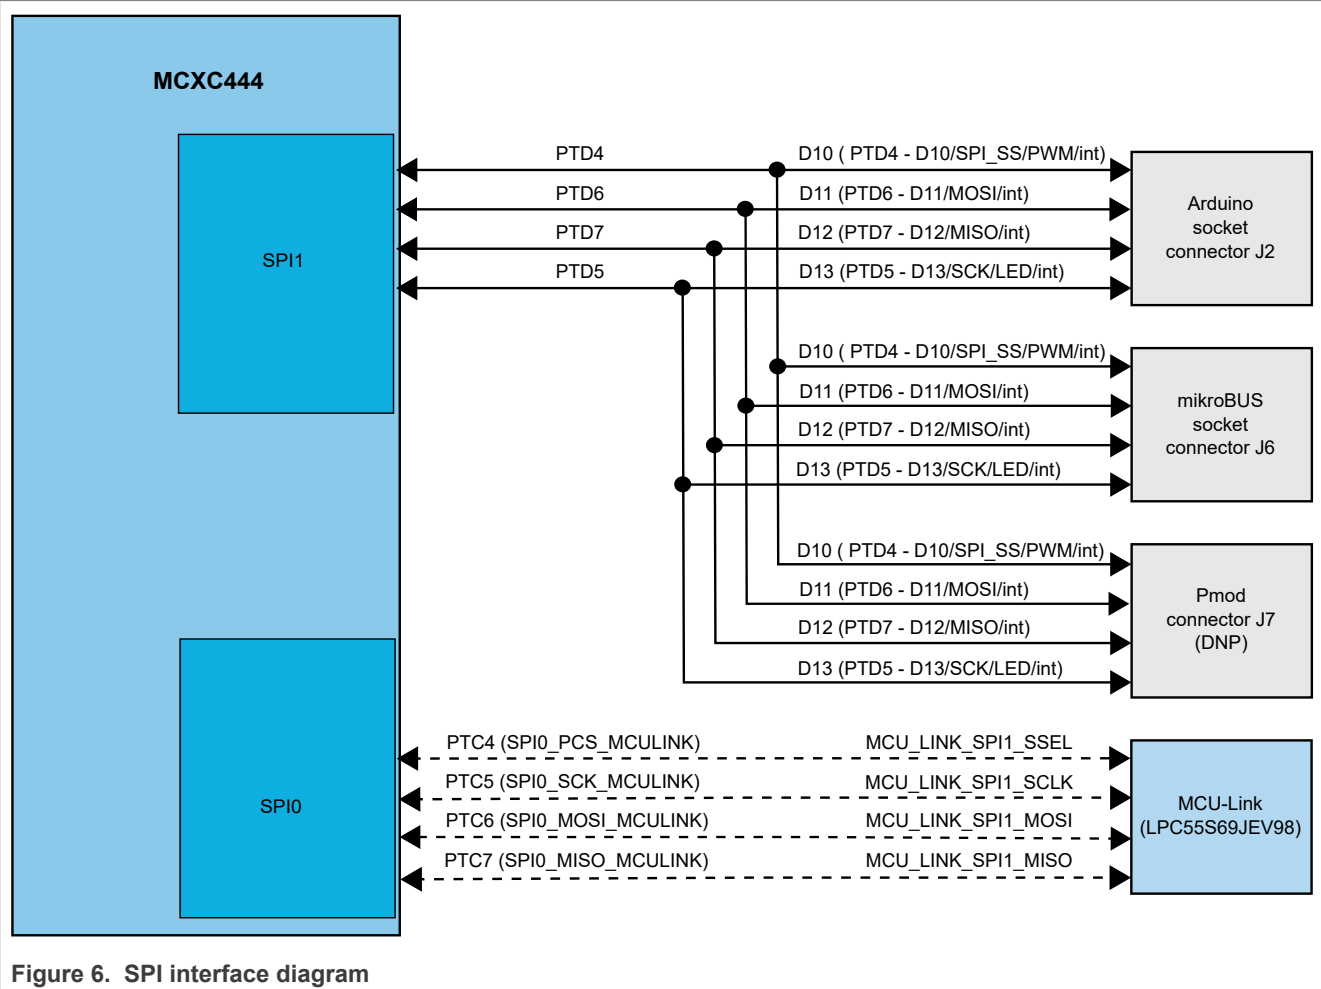 MCXC444
SPI1
PTD4
D10 ( PTD4 - D10/SPI_SS/PWM/int)
PTD6
D11 (PTD6 - D11/MOSI/int)
PTD7
D12 (PTD7 - D12/MISO/int)
PTD5
D13 (PTD5 - D13/SCK/LED/int)
Arduino
socket
connector J2
D10 ( PTD4 - D10/SPI_SS/PWM/int)
D11 (PTD6 - D11/MOSI/int)
D12 (PTD7 - D12/MISO/int)
D13 (PTD5 - D13/SCK/LED/int)
mikroBUS
socket
connector J6
D10 ( PTD4 - D10/SPI_SS/PWM/int)
D11 (PTD6 - D11/MOSI/int)
D12 (PTD7 - D12/MISO/int)
D13 (PTD5 - D13/SCK/LED/int)
Pmod
connector J7
(DNP)
SPI0
PTC4 (SPI0_PCS_MCULINK)
MCU_LINK_SPI1_SSEL
PTC5 (SPI0_SCK_MCULINK)
MCU_LINK_SPI1_SCLK
PTC6 (SPI0_MOSI_MCULINK)
MCU_LINK_SPI1_MOSI
PTC7 (SPI0_MISO_MCULINK)
MCU_LINK_SPI1_MISO
MCU-Link
(LPC55S69JEV98)
Figure 6. SPI interface diagram